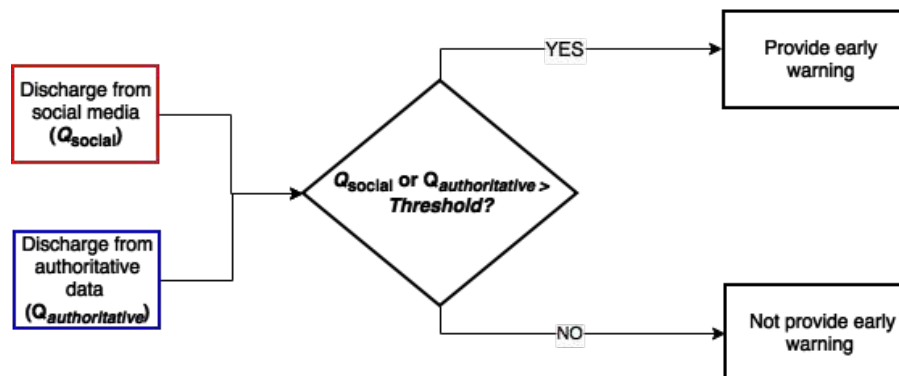 Discharge from
social media
(Qsocial)
Discharge from
authoritative
data
(Qauthoritative)
Qsocial or Qauthoritative >
Threshold?
YES
Provide early
warning
NO
Not provide early
warning